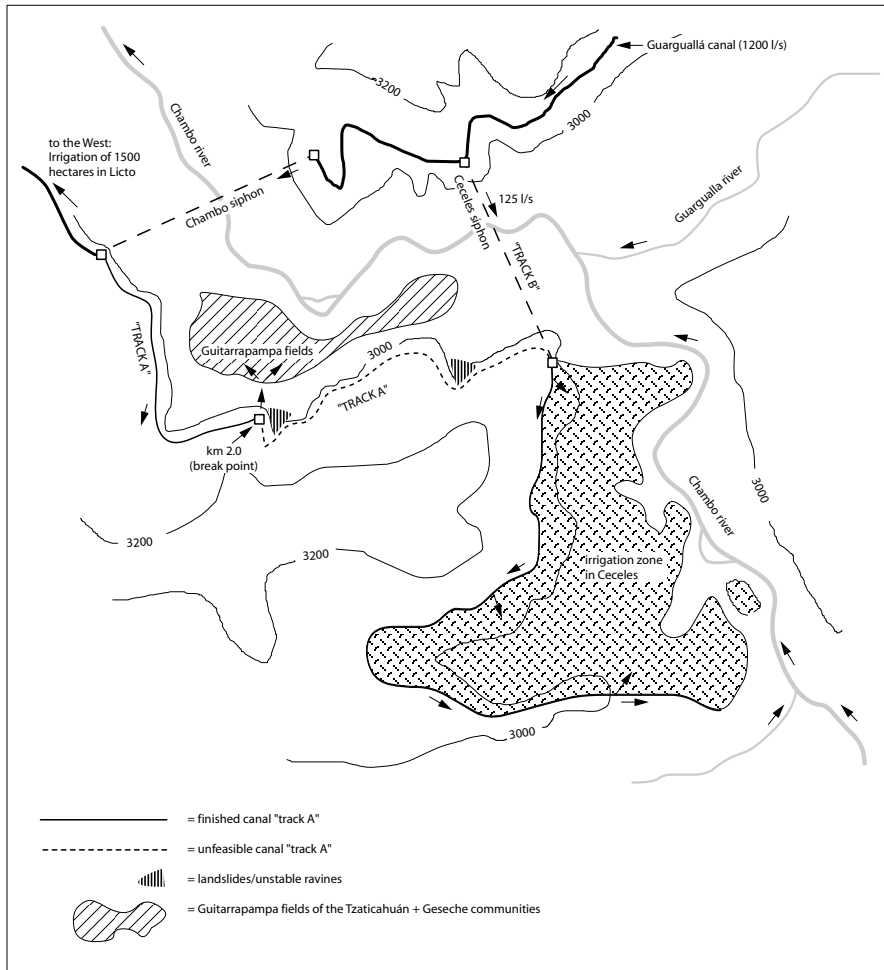 Guarguallá canal (1200 l/s)
3200
3000
Chambo river
to the West:
Irrigation of 1500
hectares in Licto
Chambo siphon
Ceceles siphon
125 l/s
Guargualla river
"TRACK B"
"TRACK A"
Guitarrapampa fields
3000
"TRACK A"
km 2.0
(break point)
3000
Chambo river
3200
3200
irrigation zone
in Ceceles
3000
= finished canal "track A"
= unfeasible canal "track A"
= landslides/unstable ravines
= Guitarrapampa fields of the Tzaticahuán + Geseche communities